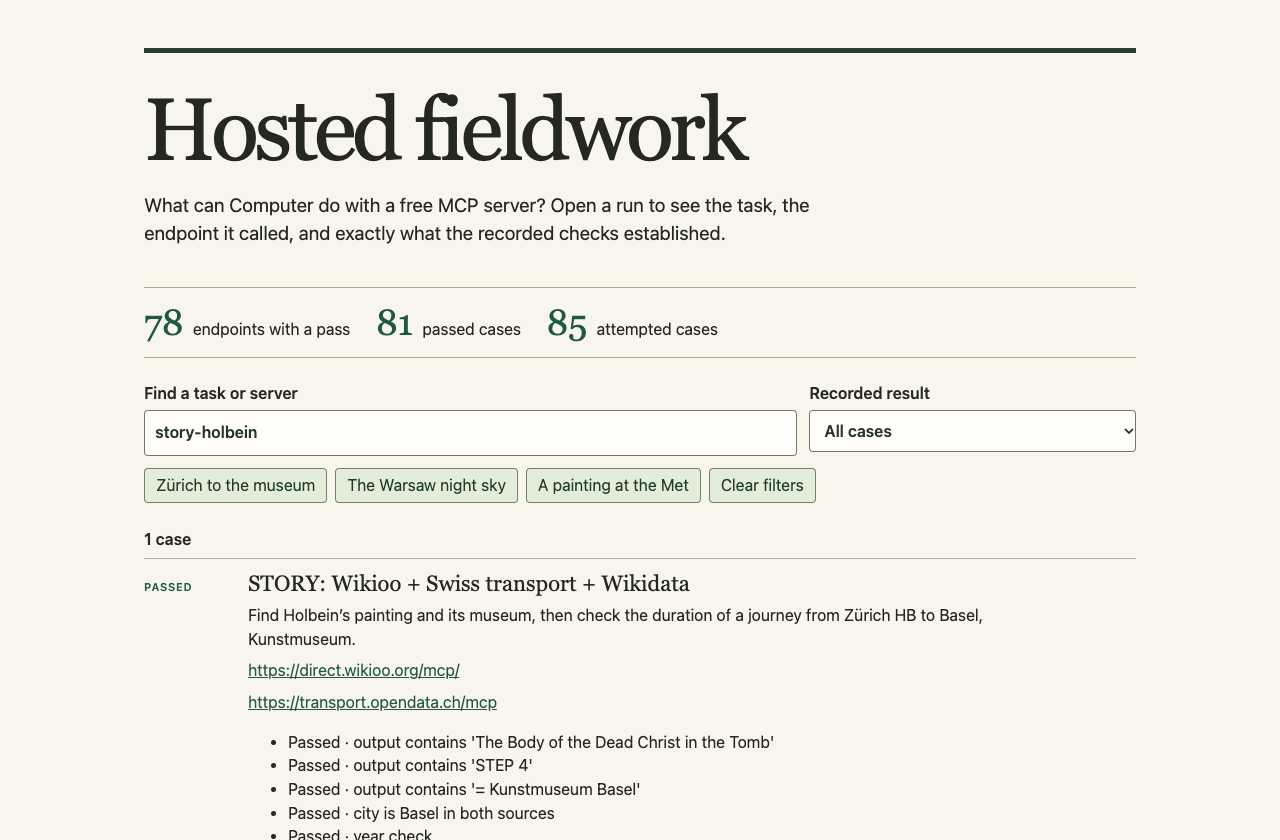 Hosted fieldwork
What can Computer do with a free MCP server? Open a run to see the task, the
endpoint it called, and exactly what the recorded checks established.
78 endpoints with a pass 81 passed cases 85 attempted cases
Find a task or server
Recorded result
story-holbein
All cases
Zürich to the museum
The Warsaw night sky
A painting at the Met
Clear filters
1 case
PASSED
STORY: Wikioo + Swiss transport + Wikidata
Find Holbein’s painting and its museum, then check the duration of a journey from Zürich HB to Basel,
Kunstmuseum.
https://direct.wikioo.org/mcp/
https://transport.opendata.ch/mcp
• Passed · output contains 'The Body of the Dead Christ in the Tomb'
• Passed · output contains 'STEP 4'
• Passed · output contains '= Kunstmuseum Basel'
• Passed · city is Basel in both sources
• Passed · year check